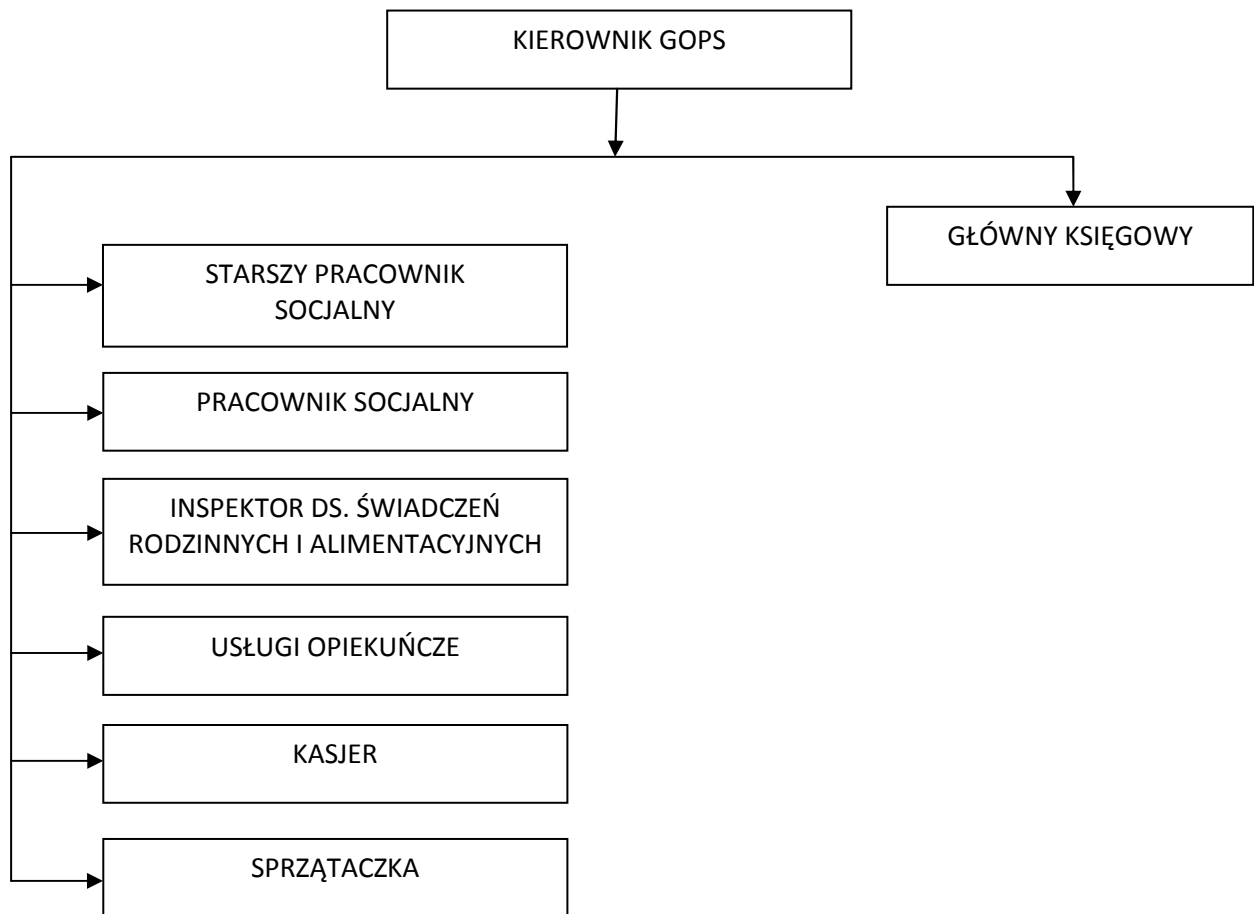 KIEROWNIK GOPS
GŁÓWNY KSIĘGOWY
STARSZY PRACOWNIK
SOCJALNY
PRACOWNIK SOCJALNY
INSPEKTOR DS. ŚWIADCZEŃ
RODZINNYCH I ALIMENTACYJNYCH
USŁUGI OPIEKUŃCZE
KASJER
SPRZĄTACZKA